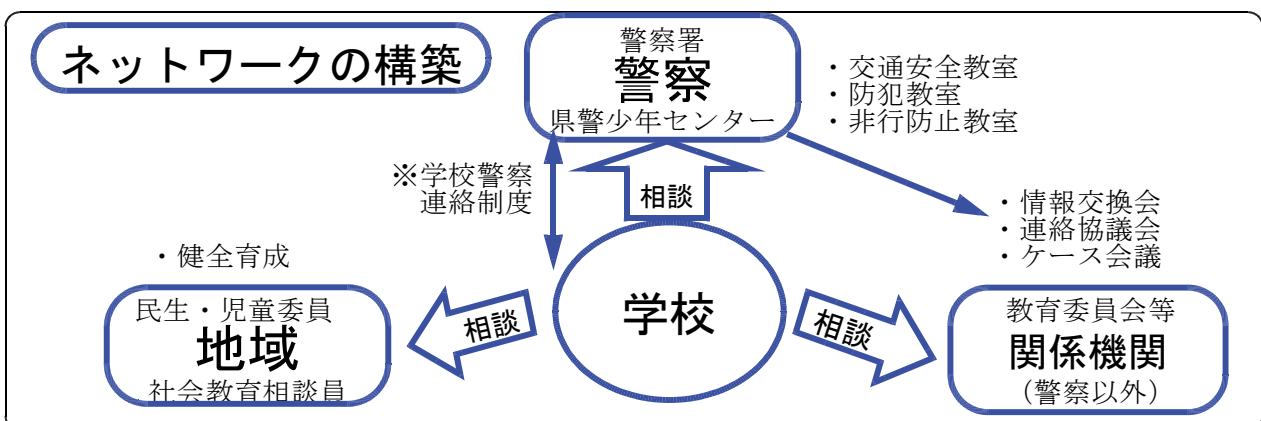 ネットワークの構築
警察署
警察
県警少年センター
・交通安全教室
・防犯教室
・非行防止教室
※学校警察
連絡制度
相談
・情報交換会
・連絡協議会
・ケース会議
・健全育成
民生・児童委員
地域
社会教育相談員
相談
学校
相談
教育委員会等
関係機関
（警察以外）